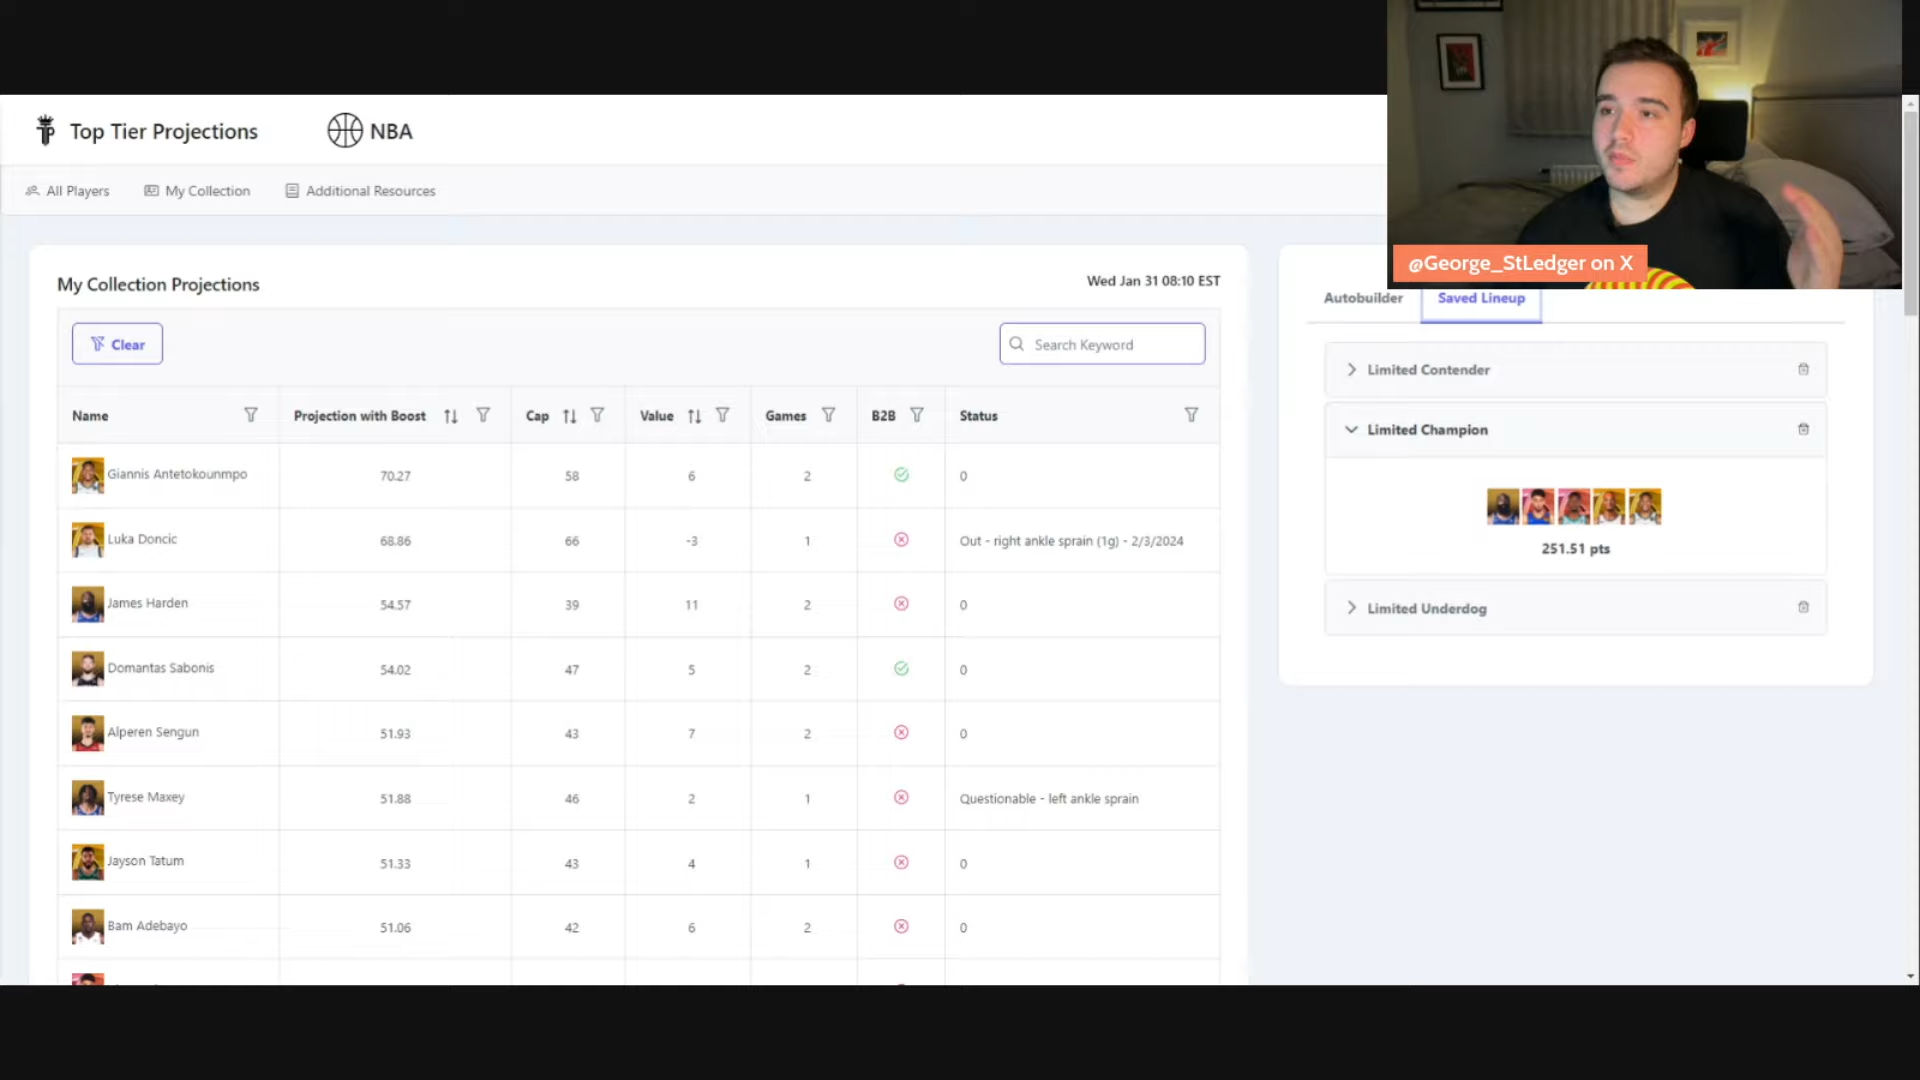 Top Tier Projections
NBA
All Players
My Collection
Additional Resources
@George_StLedger on X
My Collection Projections
Wed Jan 31 08:10 EST
Clear
Search Keyword
Name Projection with Boost Cap Value Games B2B Status
Giannis Antetokounmpo 70.27 58 6 2 0
Luka Doncic 68.86 66 -3 1 Out - right ankle sprain (1g) - 2/3/2024
James Harden 54.57 39 11 2 0
Domantas Sabonis 54.02 47 5 2 0
Alperen Sengun 51.93 43 7 2 0
Tyrese Maxey 51.88 46 2 1 Questionable - left ankle sprain
Jayson Tatum 51.33 43 4 1 0
Bam Adebayo 51.06 42 6 2 0
Autobuilder
Saved Lineup
Limited Contender
Limited Champion
251.51 pts
Limited Underdog